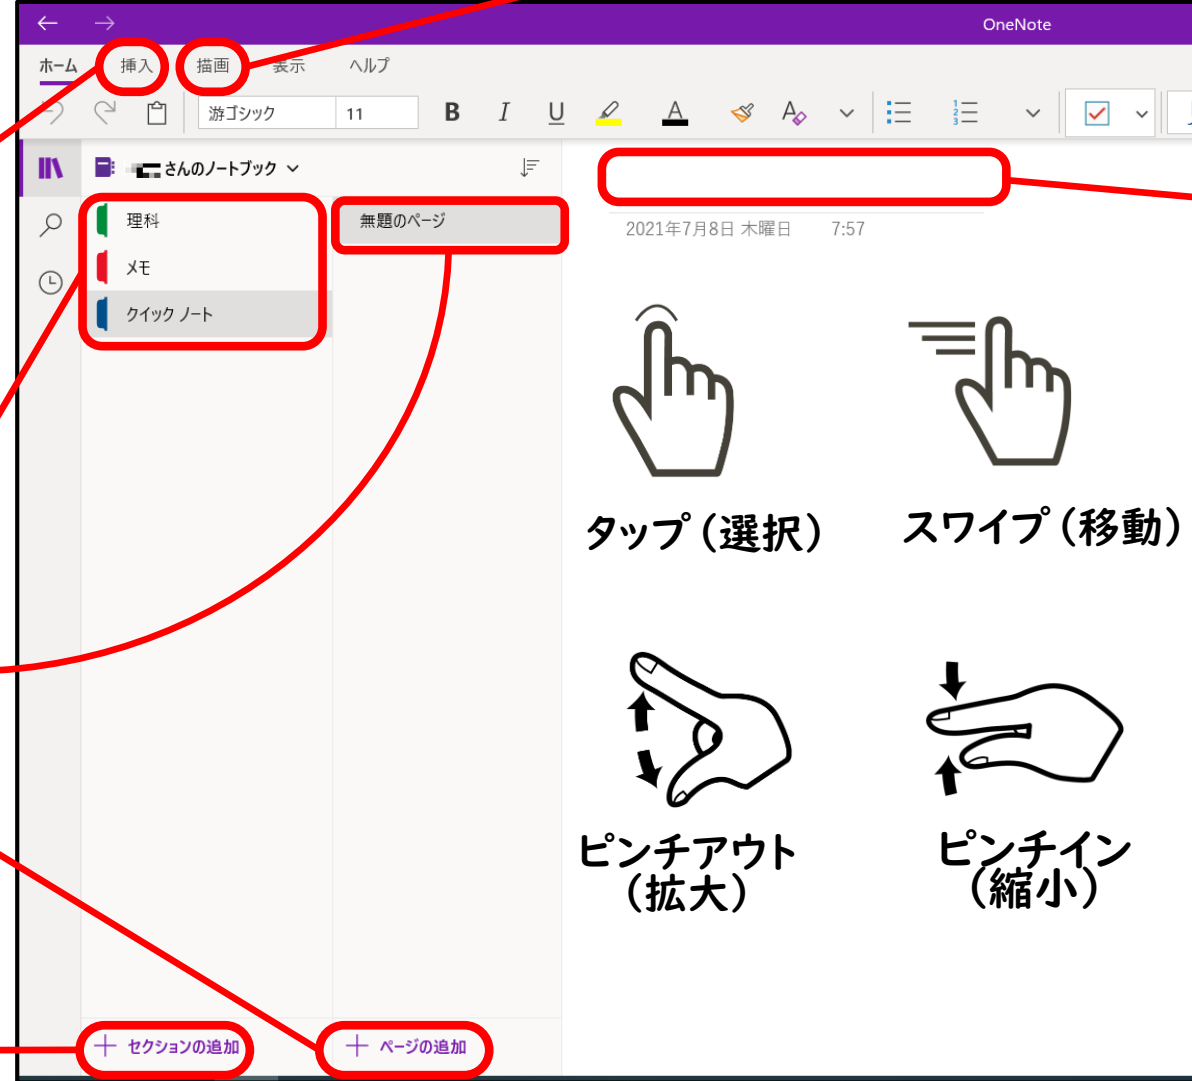 OneNote
ホーム 挿入 描画 表示 ヘルプ
游ゴシック 11 B I U A A
さんのノートブック
理科
メモ
クイック ノート
無題のページ
2021年7月8日 木曜日 7:57
タップ(選択) スワイプ(移動)
ピンチアウト
(拡大)
ピンチイン
(縮小)
セクションの追加 ページの追加